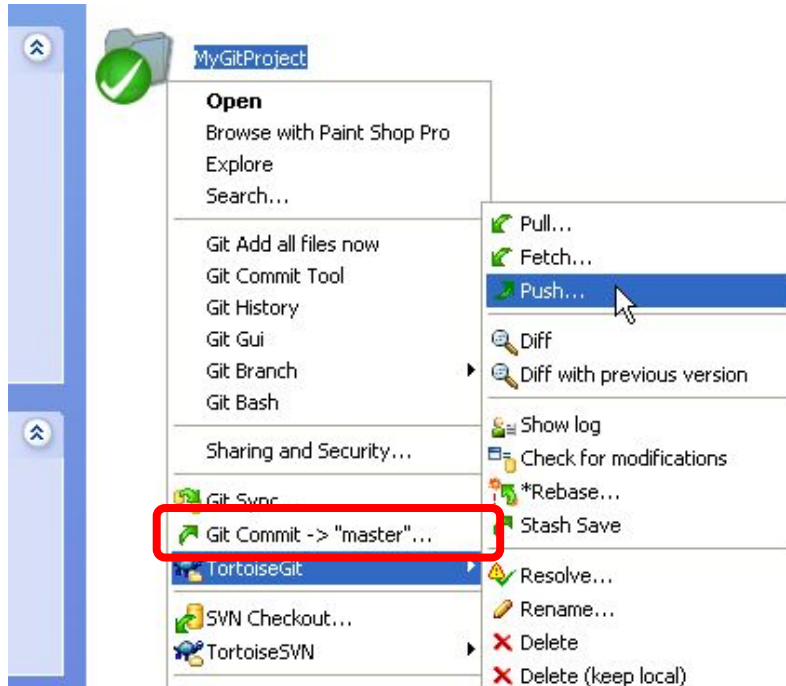 MyGitProject
Open
Browse with Paint Shop Pro
Explore
Search...
Git Add all files now
Git Commit Tool
Git History
Git Gui
Git Branch
Git Bash
Sharing and Security...
Git Sync...
Git Commit -> "master"...
TortoiseGit
SVN Checkout...
TortoiseSVN
Pull...
Fetch...
Push...
Diff
Diff with previous version
Show log
Check for modifications
*Rebase...
Stash Save
Resolve...
Rename...
Delete
Delete (keep local)